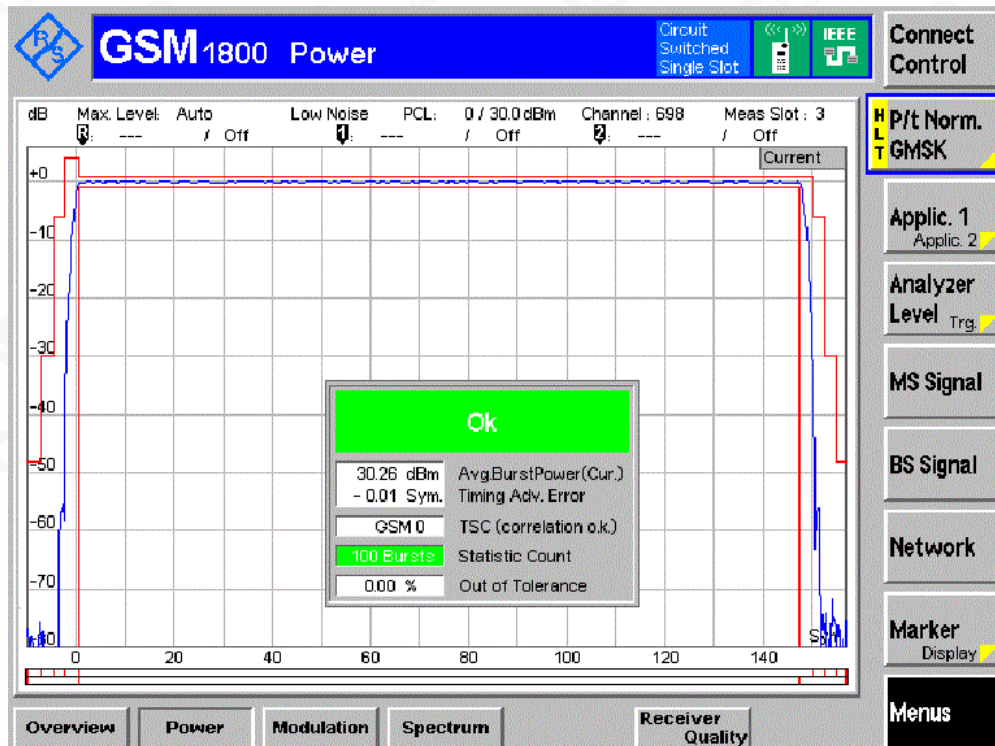 R S
GSM 1800 Power
Circuit
Switched
Single Slot
IEEE
Connect
Control
dB Max. Level: Auto Low Noise PCL: 0 / 30.0 dBm Channel : 698 Meas Slot : 3
R : --- / Off 1 : --- / Off 2 : --- / Off
Current
HLT
P/t Norm.
GMSK
Applic. 1
Applic. 2
Analyzer
Level Trg.
MS Signal
BS Signal
Network
Marker
Display
Menus
+0
-10
-20
-30
-40
-50
-60
-70
-80
Ok
30.26 dBm Avg.BurstPower(Cur.)
- 0.01 Sym. Timing Adv. Error
GSM 0 TSC (correlation o.k.)
100 Bursts Statistic Count
0.00 % Out of Tolerance
0 20 40 60 80 100 120 140
Overview Power Modulation Spectrum Receiver
Quality